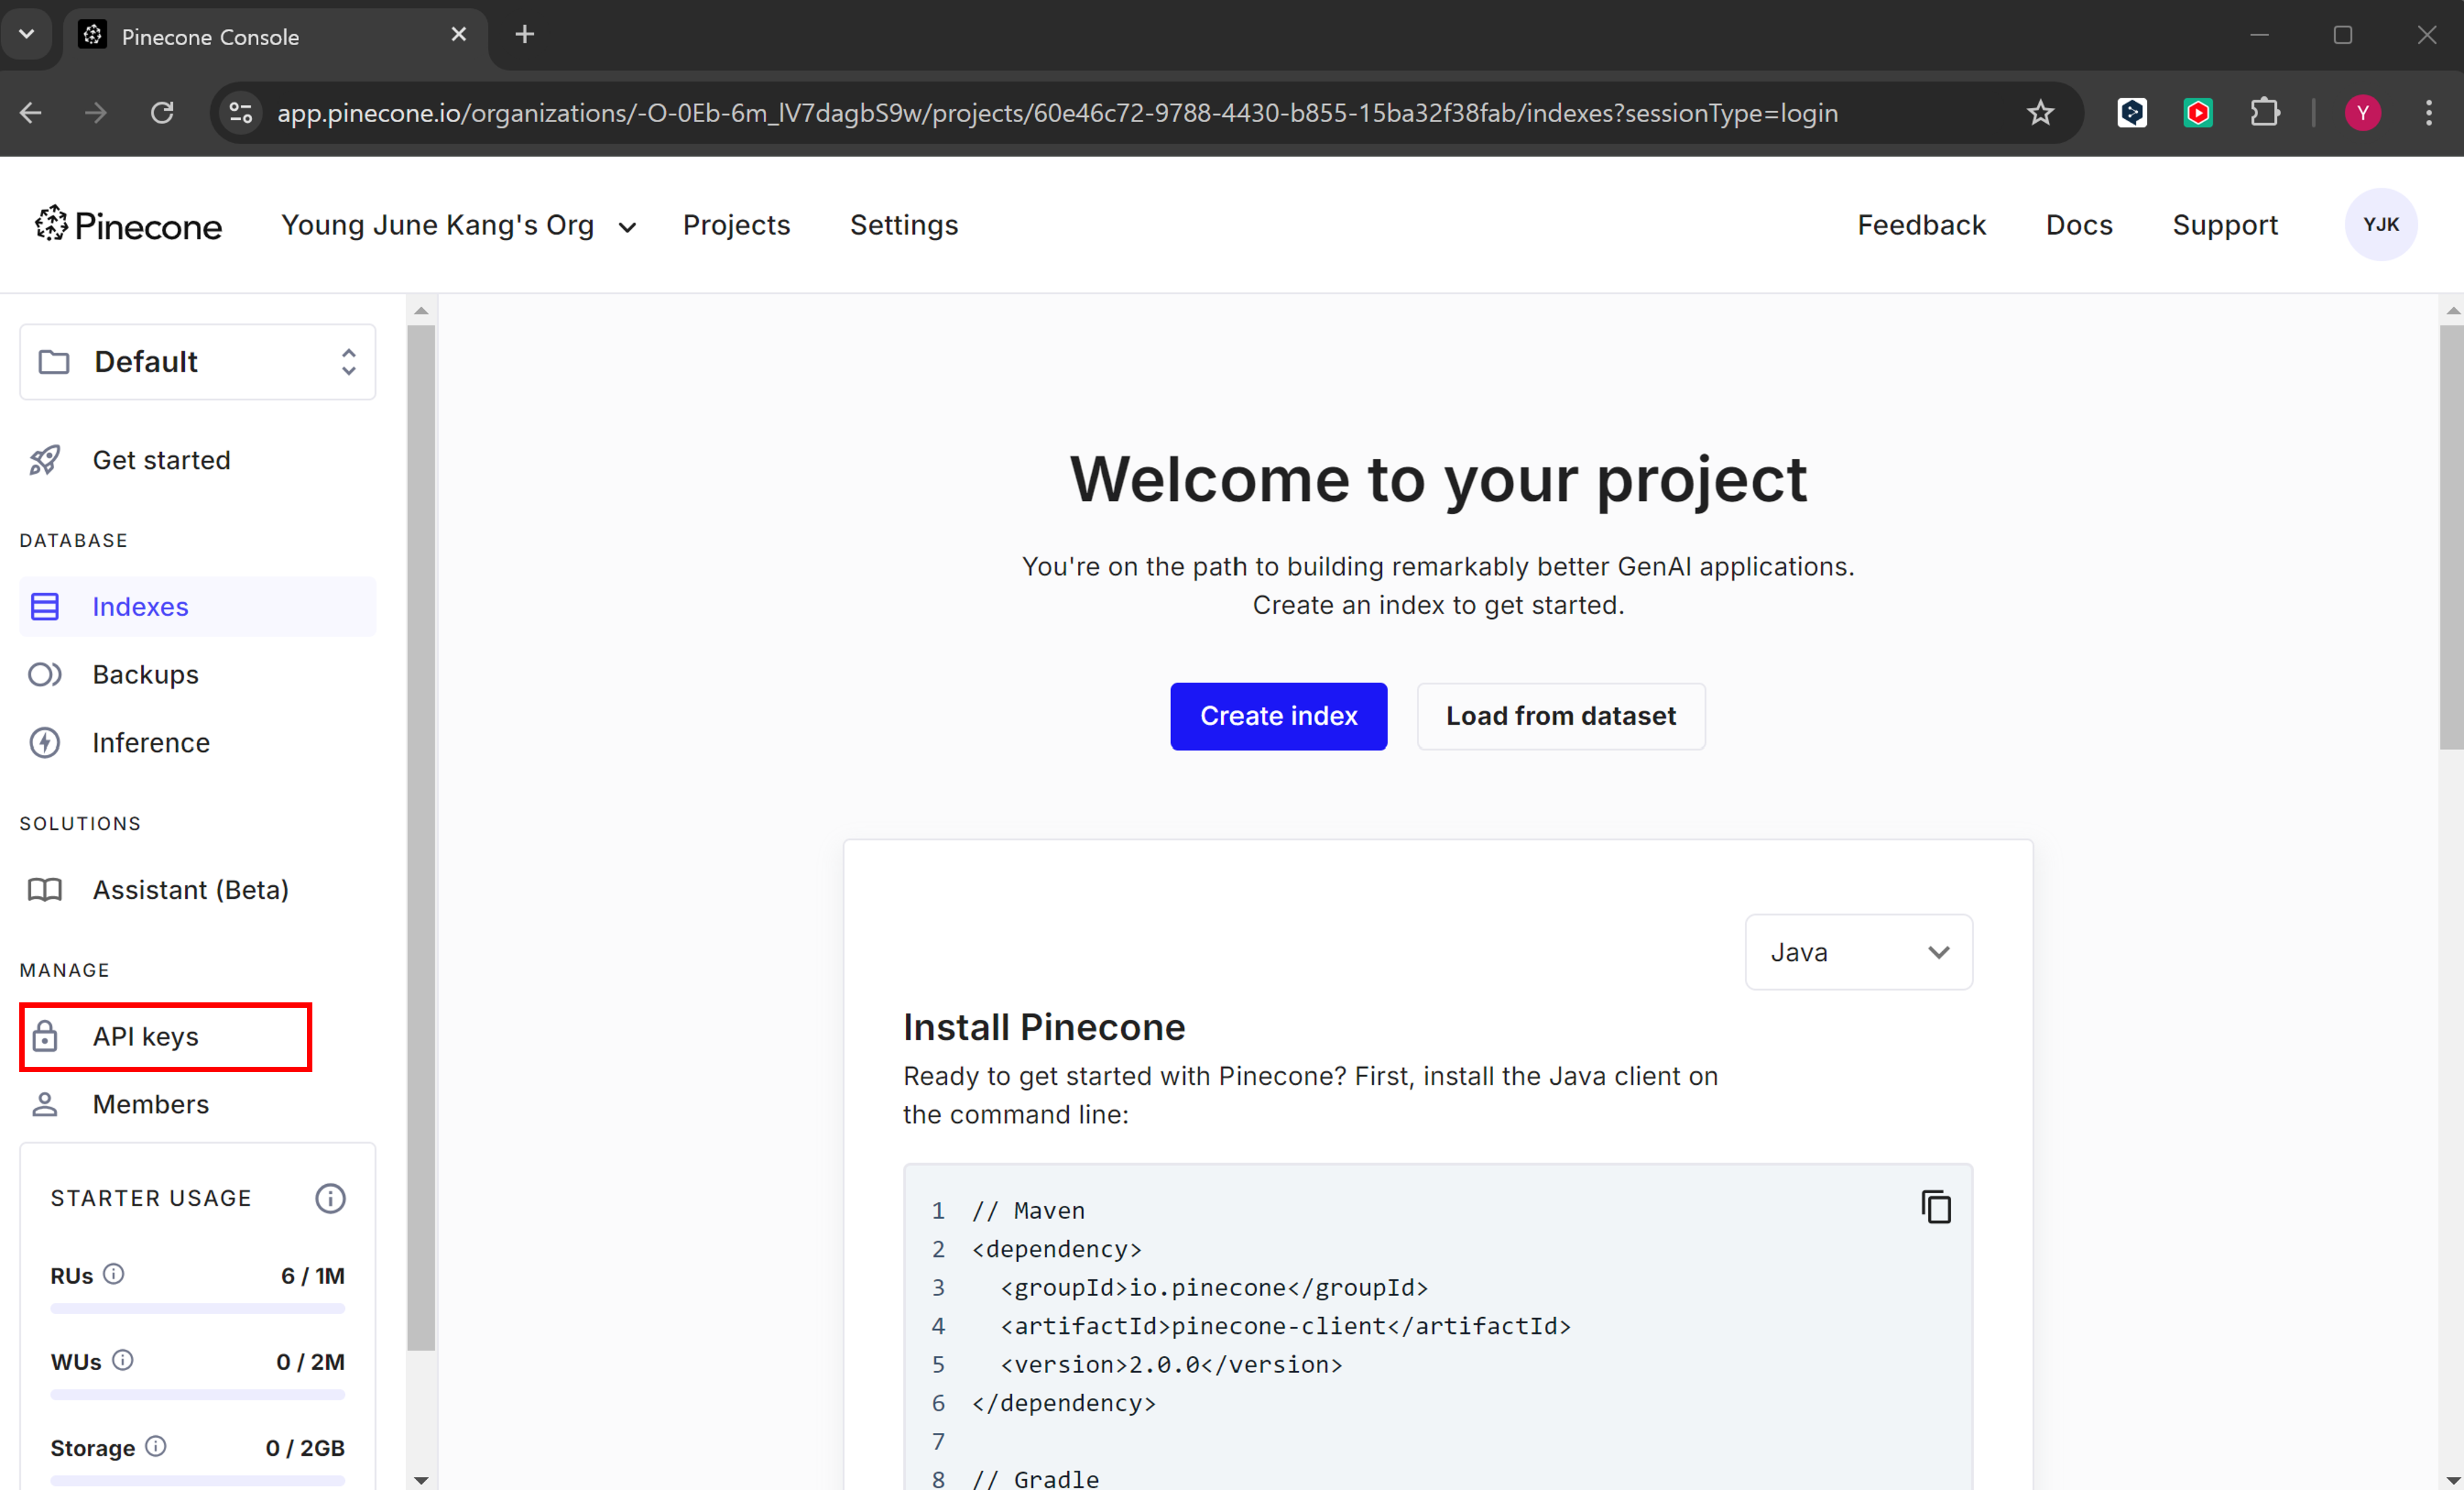 Pinecone Console
app.pinecone.io/organizations/-O-0Eb-6m_lV7dagbS9w/projects/60e46c72-9788-4430-b855-15ba32f38fab/indexes?sessionType=login
Y
Pinecone
Young June Kang's Org
Projects
Settings
Feedback
Docs
Support
YJK
Default
Get started
DATABASE
Indexes
Backups
Inference
SOLUTIONS
Assistant (Beta)
MANAGE
API keys
Members
STARTER USAGE
RUs 6 / 1M
WUs 0 / 2M
Storage 0 / 2GB
Welcome to your project
You're on the path to building remarkably better GenAI applications.
Create an index to get started.
Create index
Load from dataset
Java
Install Pinecone
Ready to get started with Pinecone? First, install the Java client on
the command line:
1 // Maven
2 <dependency>
3 <groupId>io.pinecone</groupId>
4 <artifactId>pinecone-client</artifactId>
5 <version>2.0.0</version>
6 </dependency>
7
8 // Gradle